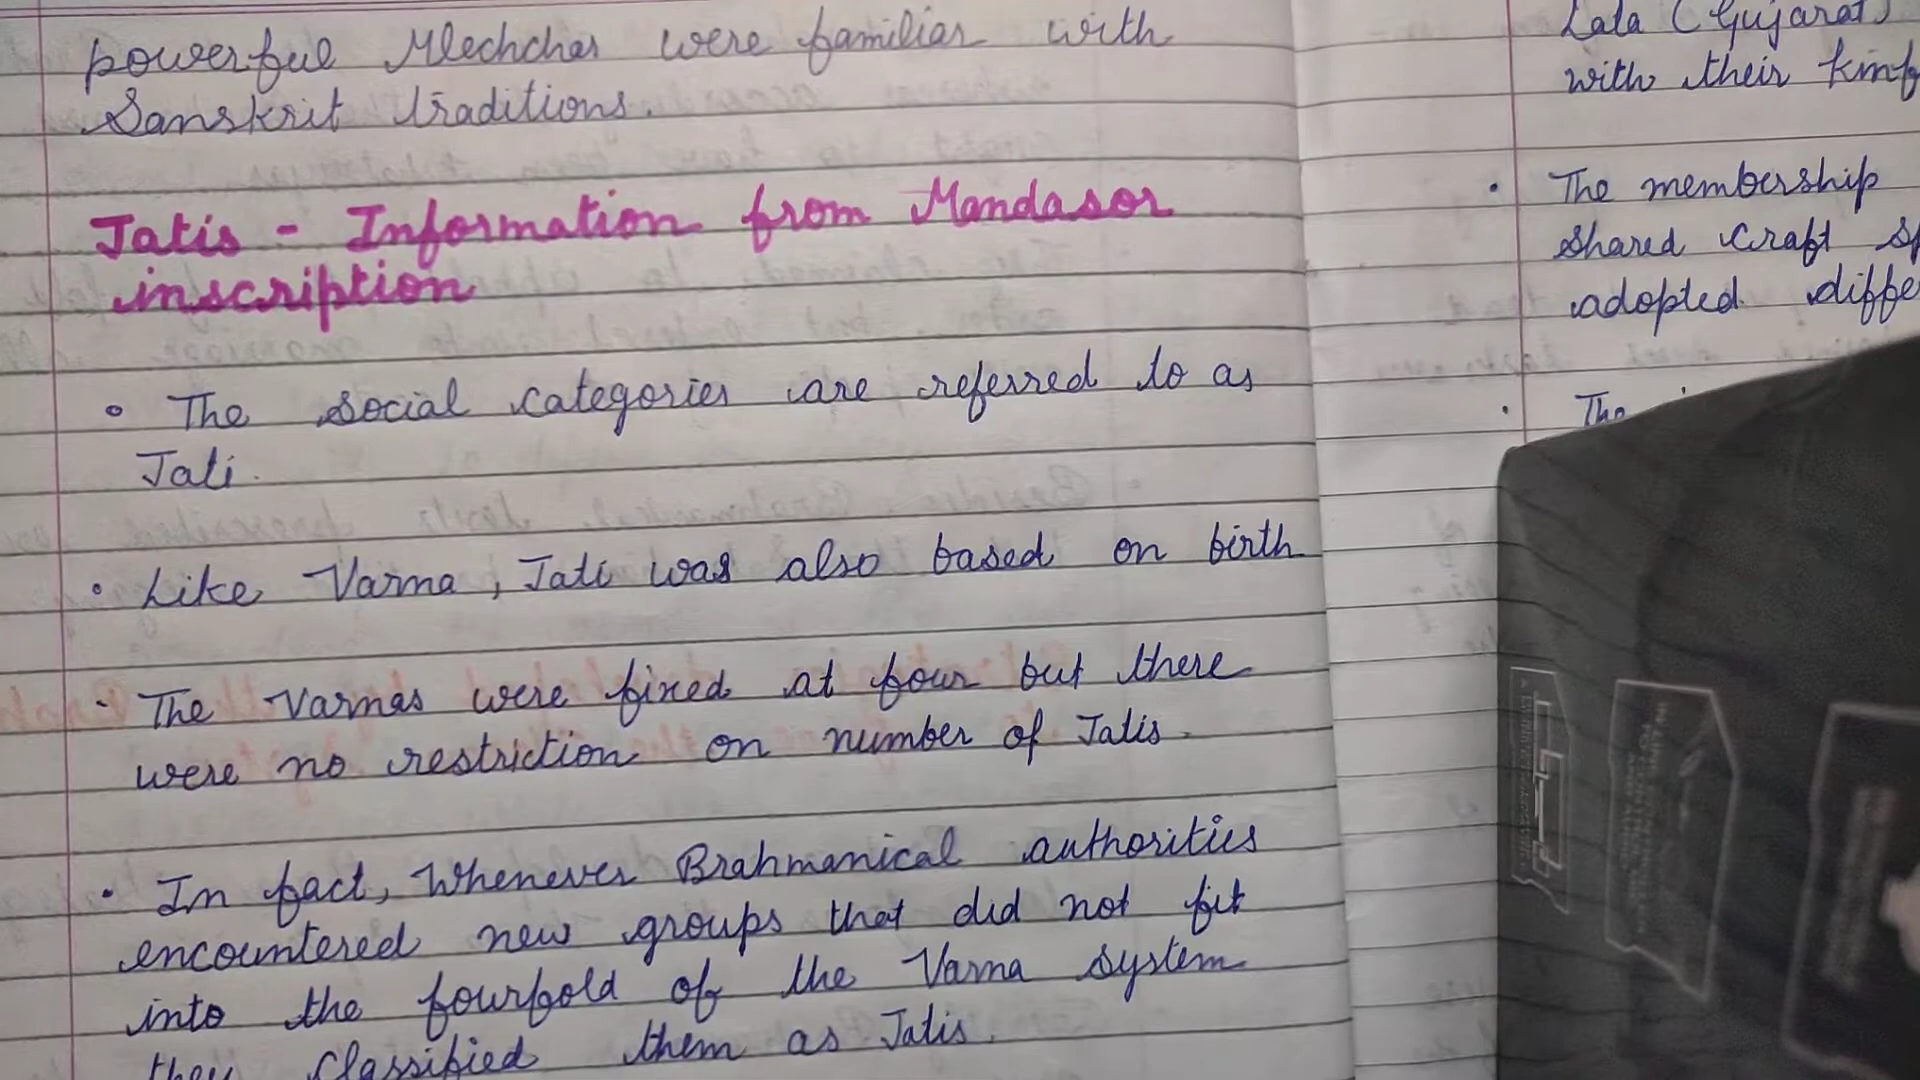 powerful Mlechchas were familiar with
Sanskrit traditions.
Jatis - Information from Mandasor
inscription
• The social categories are referred to as
Jati.
• Like Varna, Jati was also based on birth
- The Varnas were fixed at four but there
were no restriction on number of Jatis.
• In fact, Whenever Brahmanical authorities
encountered new groups that did not fit
into the fourfold of the Varna system
they classified them as Jatis.
Lata (Gujarat)
with their
• The membership
shared craft
adopted
• The